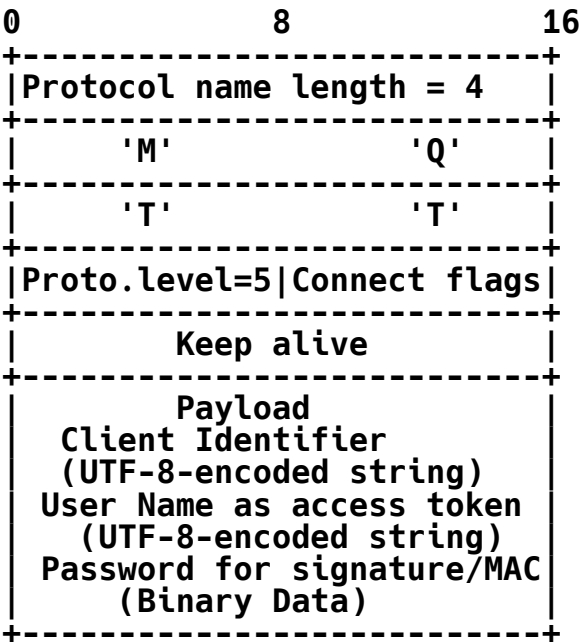 0 8 16
+---------------------------+
|Protocol name length = 4 |
+---------------------------+
| 'M' 'Q' |
+---------------------------+
| 'T' 'T' |
+---------------------------+
|Proto.level=5|Connect flags|
+---------------------------+
| Keep alive |
+---------------------------+
| Payload |
| Client Identifier |
| (UTF-8-encoded string) |
| User Name as access token |
| (UTF-8-encoded string) |
| Password for signature/MAC|
| (Binary Data) |
+---------------------------+